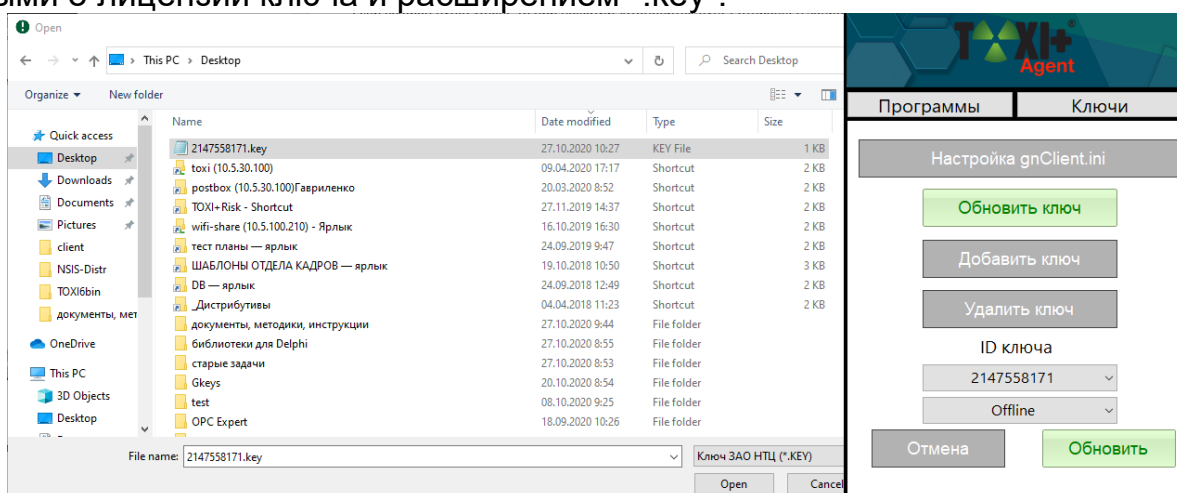 ыми о лицензии ключа и расширением ".key".
Open
This PC > Desktop
Search Desktop
Organize
New folder
Name
Date modified
Type
Size
Quick access
Desktop
Downloads
Documents
Pictures
client
NSIS-Distr
TOXI6bin
документы, мет
OneDrive
This PC
3D Objects
Desktop
2147558171.key 27.10.2020 10:27 KEY File 1 KB
toxi (10.5.30.100) 09.04.2020 17:17 Shortcut 2 KB
postbox (10.5.30.100)Гавриленко 20.03.2020 8:52 Shortcut 2 KB
TOXI+Risk - Shortcut 27.11.2019 14:37 Shortcut 2 KB
wifi-share (10.5.100.210) - Ярлык 16.10.2019 16:30 Shortcut 2 KB
тест планы — ярлык 24.09.2019 9:47 Shortcut 2 KB
ШАБЛОНЫ ОТДЕЛА КАДРОВ — ярлык 19.10.2018 10:50 Shortcut 3 KB
DB — ярлык 24.09.2018 12:49 Shortcut 2 KB
_Дистрибутивы 04.04.2018 11:23 Shortcut 2 KB
документы, методики, инструкции 27.10.2020 9:44 File folder
библиотеки для Delphi 27.10.2020 8:55 File folder
старые задачи 27.10.2020 8:53 File folder
Gkeys 20.10.2020 8:54 File folder
test 08.10.2020 9:25 File folder
OPC Expert 18.09.2020 10:26 File folder
File name: 2147558171.key
Ключ ЗАО НТЦ (*.KEY)
Open
Cancel
TOXI+®
Agent
Программы
Ключи
Настройка gnClient.ini
Обновить ключ
Добавить ключ
Удалить ключ
ID ключа
2147558171
Offline
Отмена
Обновить